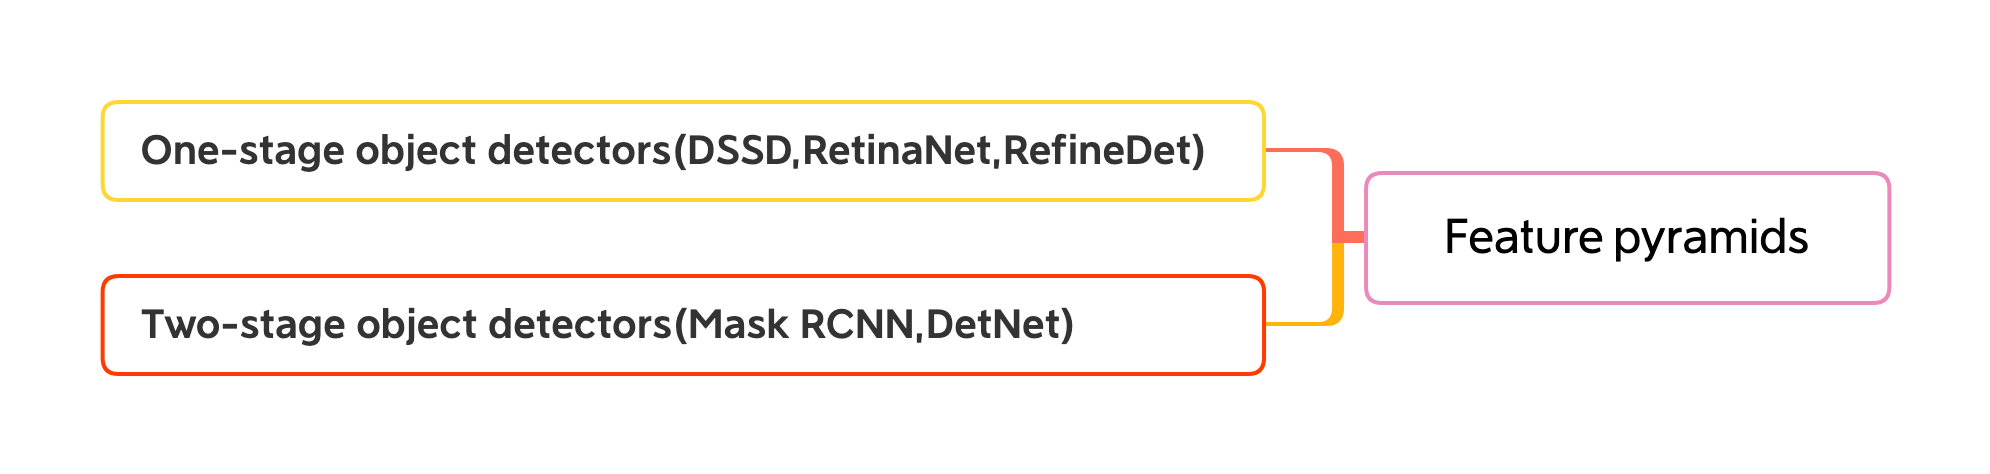 One-stage object detectors(DSSD,RetinaNet,RefineDet)
Feature pyramids
Two-stage object detectors(Mask RCNN,DetNet)